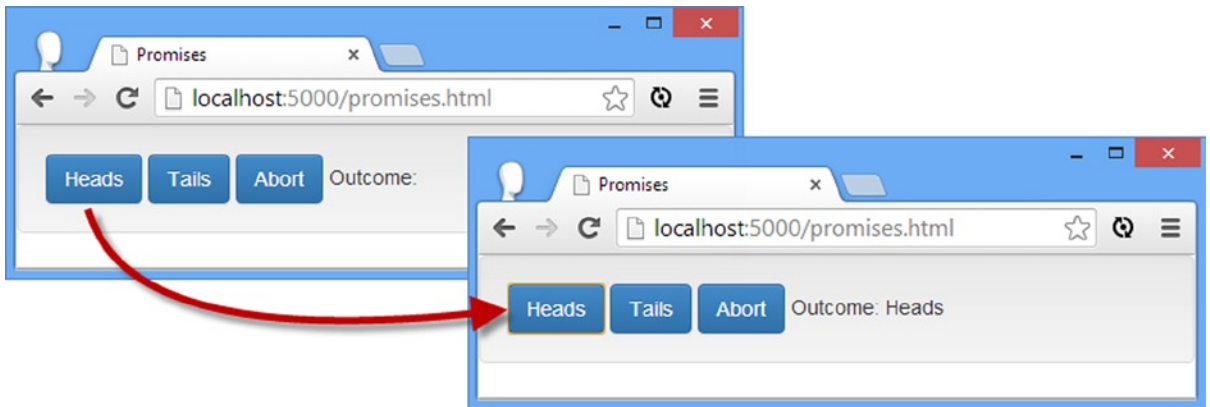 Promises
localhost:5000/promises.html
Heads Tails Abort Outcome:
Promises
localhost:5000/promises.html
Heads Tails Abort Outcome: Heads